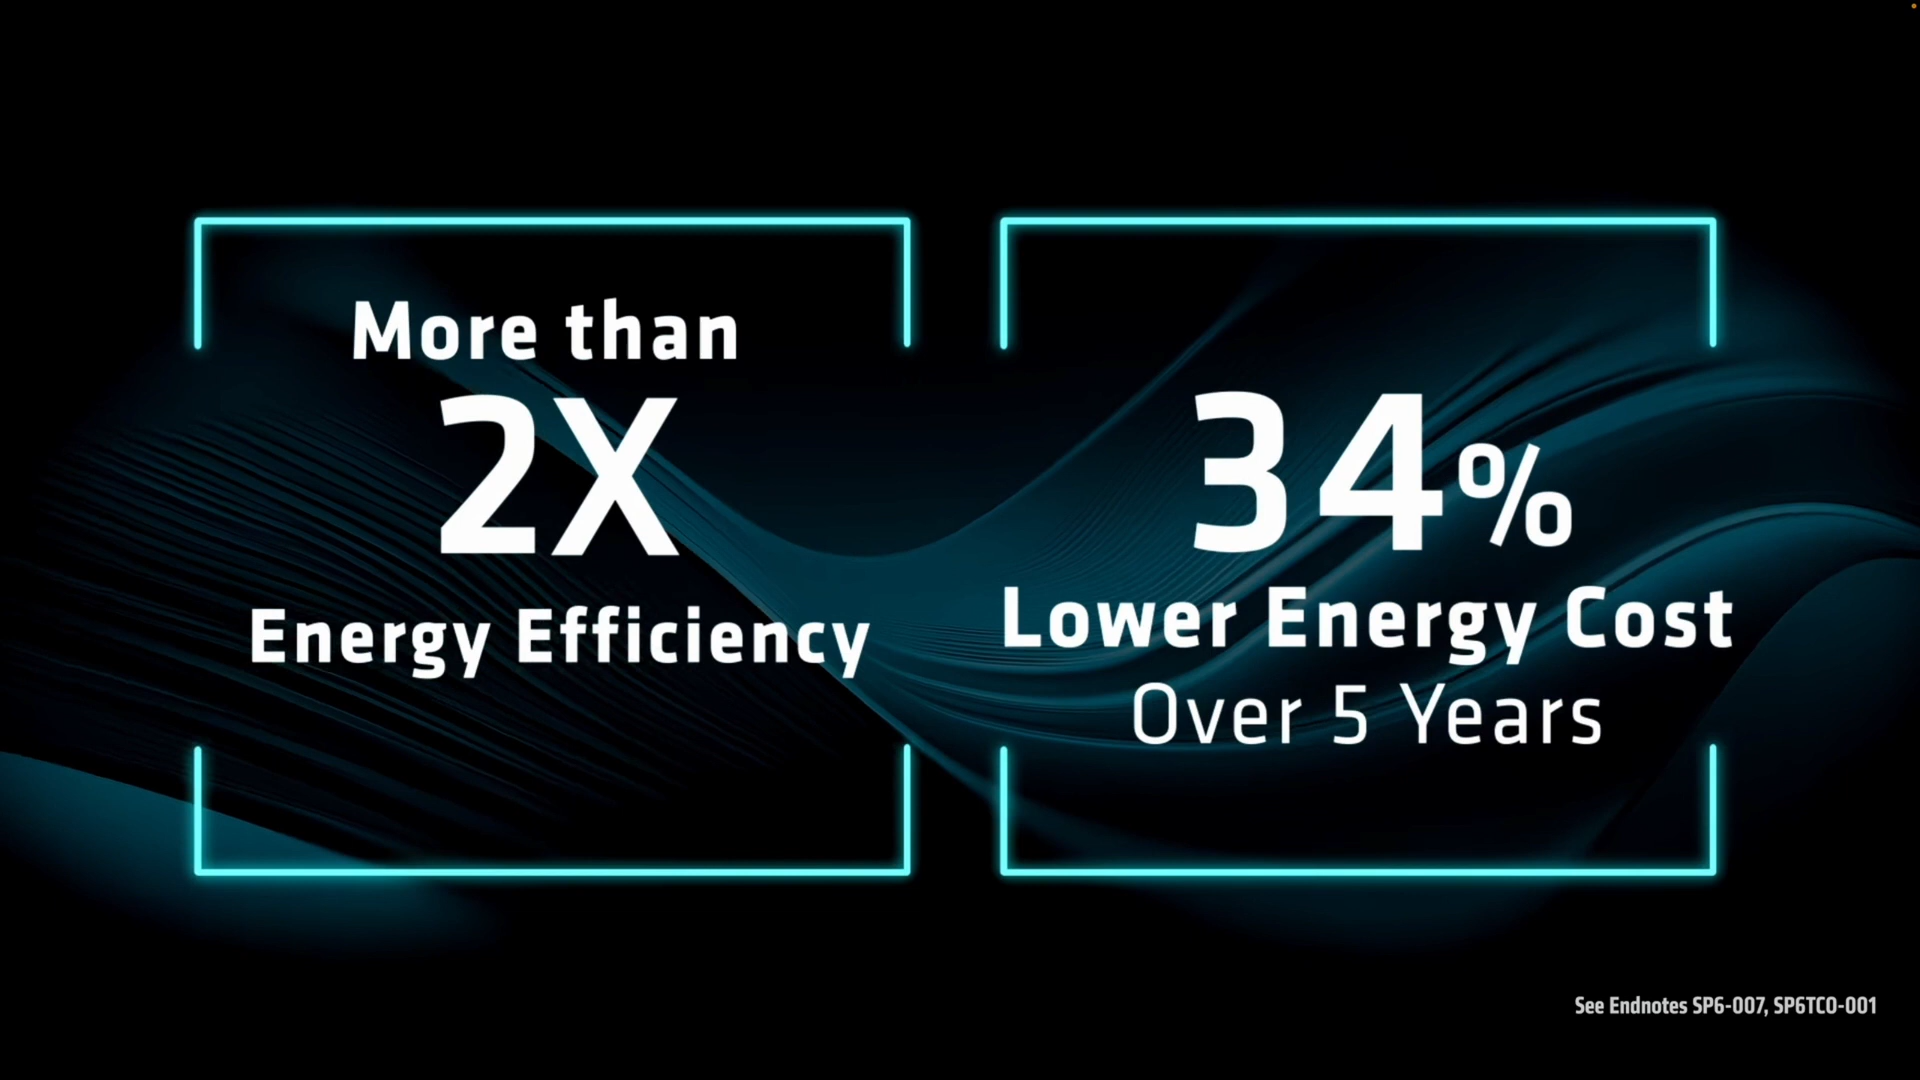 More than
2X
Energy Efficiency
34%
Lower Energy Cost
Over 5 Years
See Endnotes SP6-007, SP6TCO-001